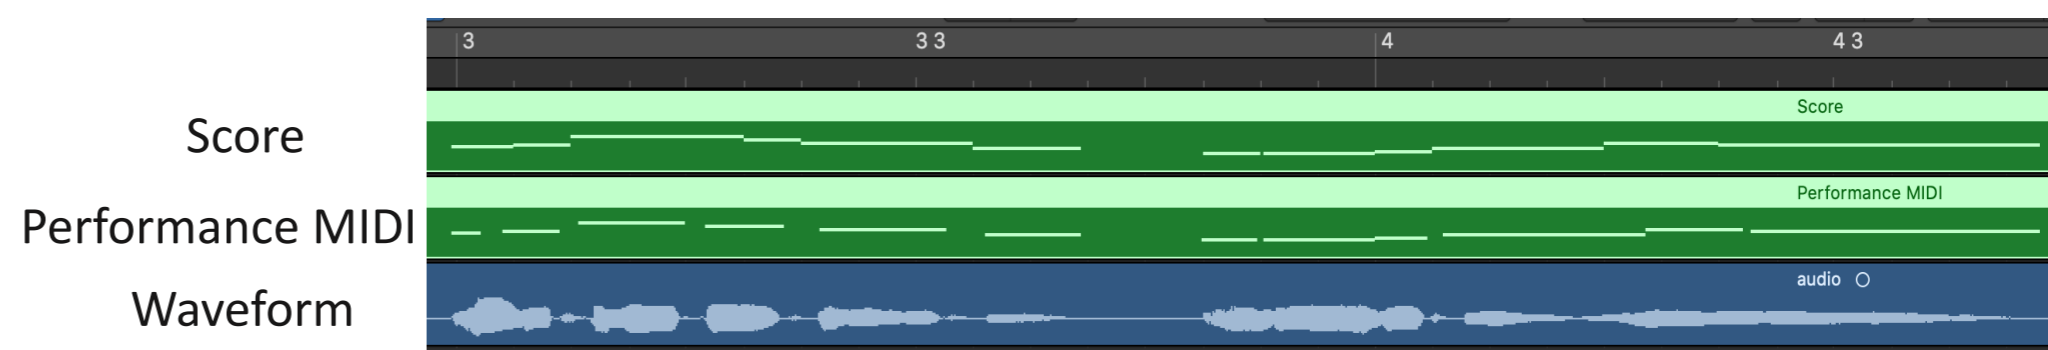 3 3 3 4 4 3
Score
Score
Performance MIDI
Performance MIDI
audio
Waveform